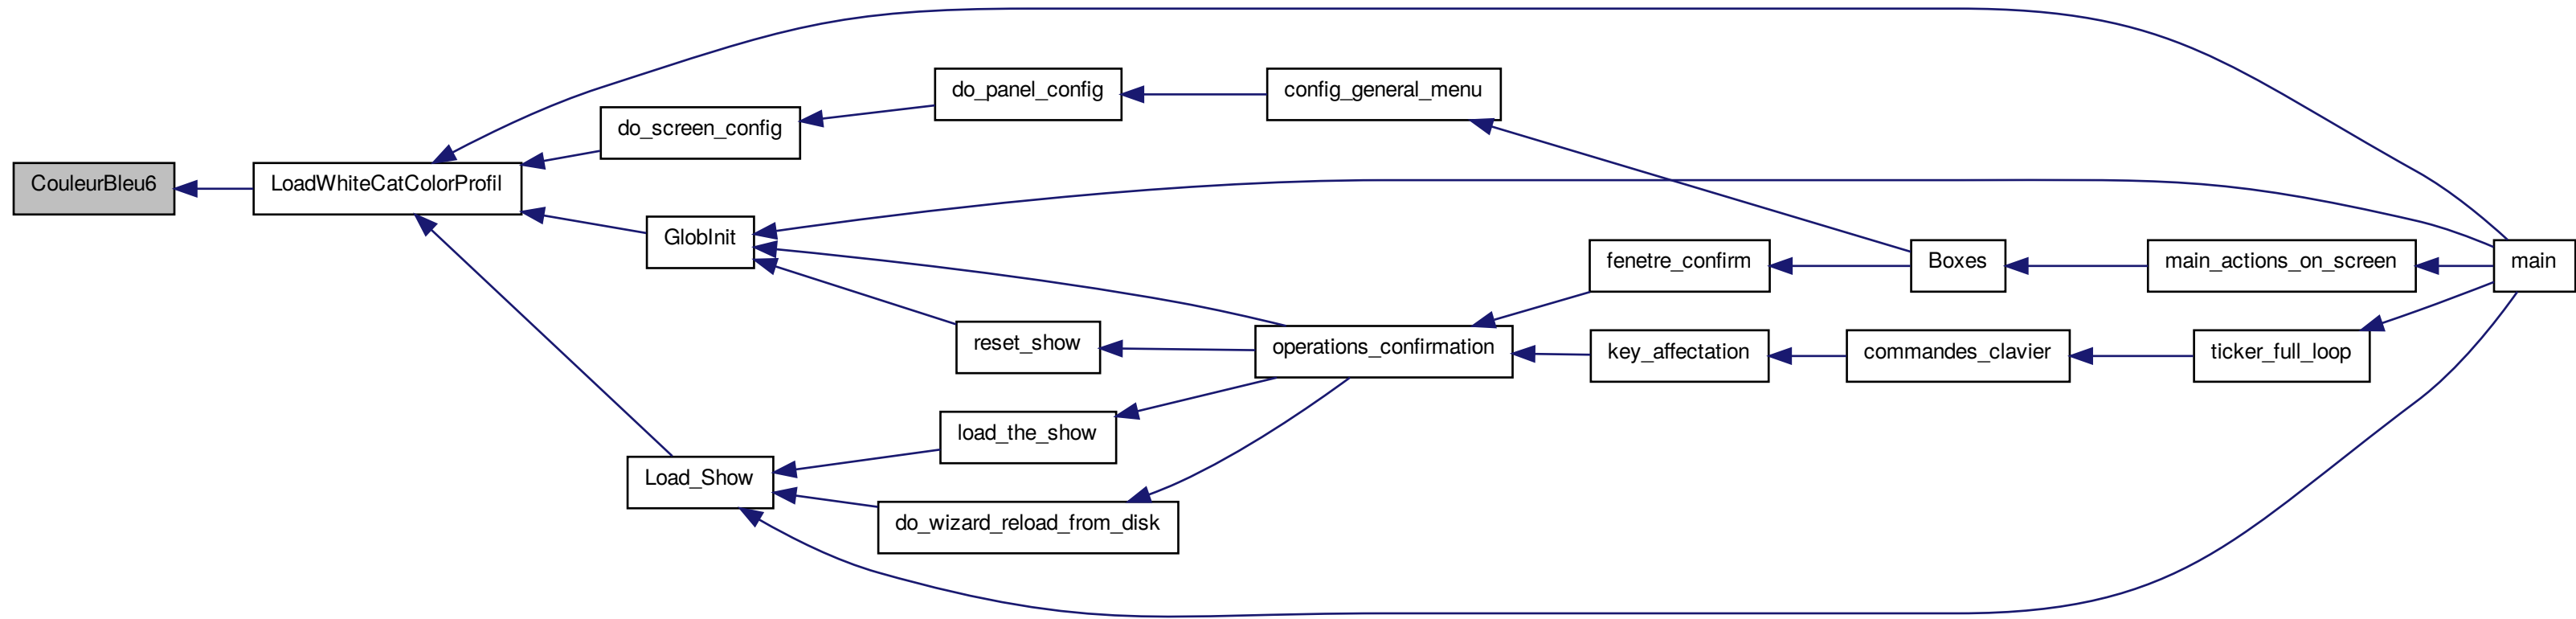 CouleurBleu6
LoadWhiteCatColorProfil
do_screen_config
do_panel_config
config_general_menu
GlobInit
reset_show
operations_confirmation
fenetre_confirm
Boxes
main_actions_on_screen
main
key_affectation
commandes_clavier
ticker_full_loop
load_the_show
Load_Show
do_wizard_reload_from_disk